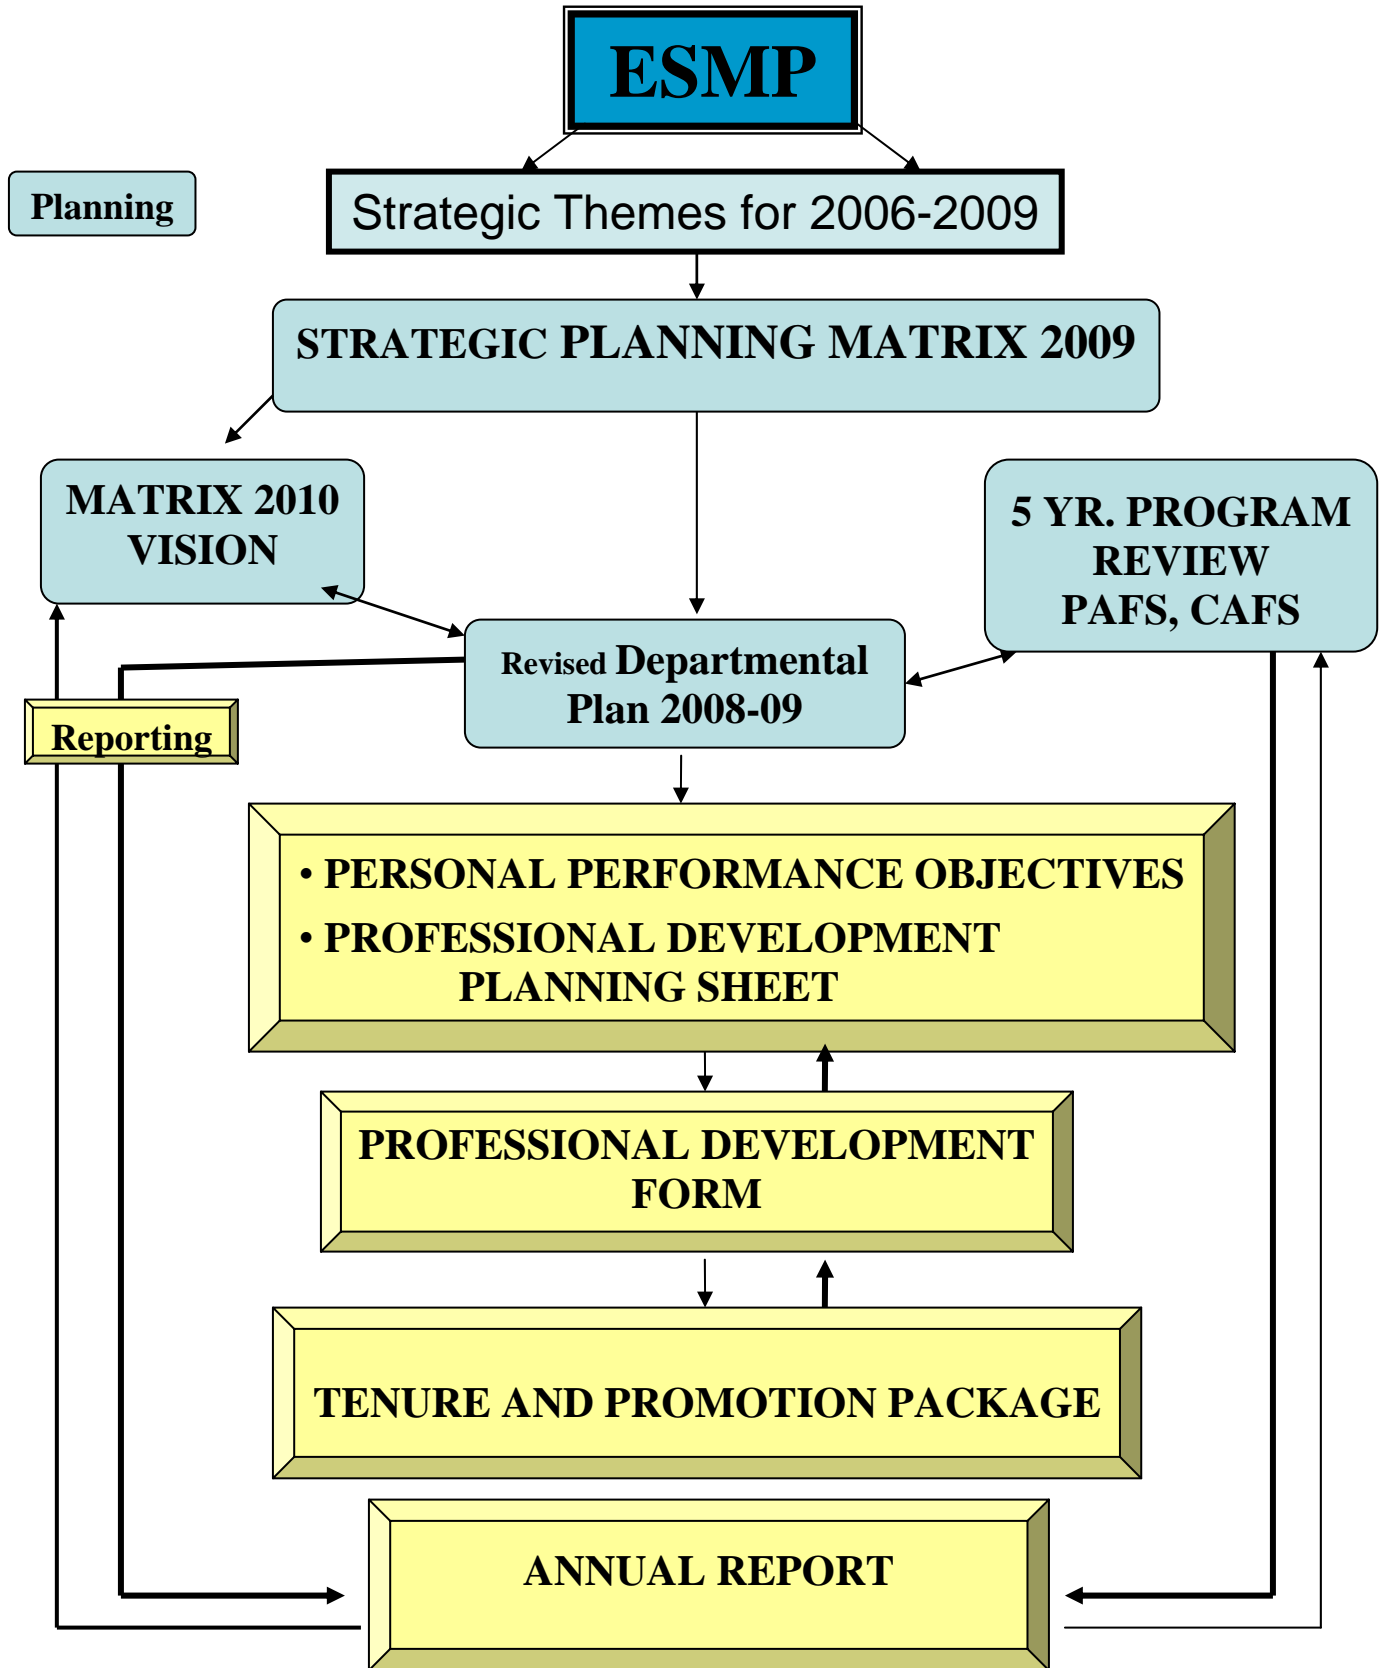 ESMP
Planning
Strategic Themes for 2006-2009
STRATEGIC PLANNING MATRIX 2009
MATRIX 2010
VISION
5 YR. PROGRAM
REVIEW
PAFS, CAFS
Revised Departmental
Plan 2008-09
Reporting
• PERSONAL PERFORMANCE OBJECTIVES
• PROFESSIONAL DEVELOPMENT
PLANNING SHEET
PROFESSIONAL DEVELOPMENT
FORM
TENURE AND PROMOTION PACKAGE
ANNUAL REPORT